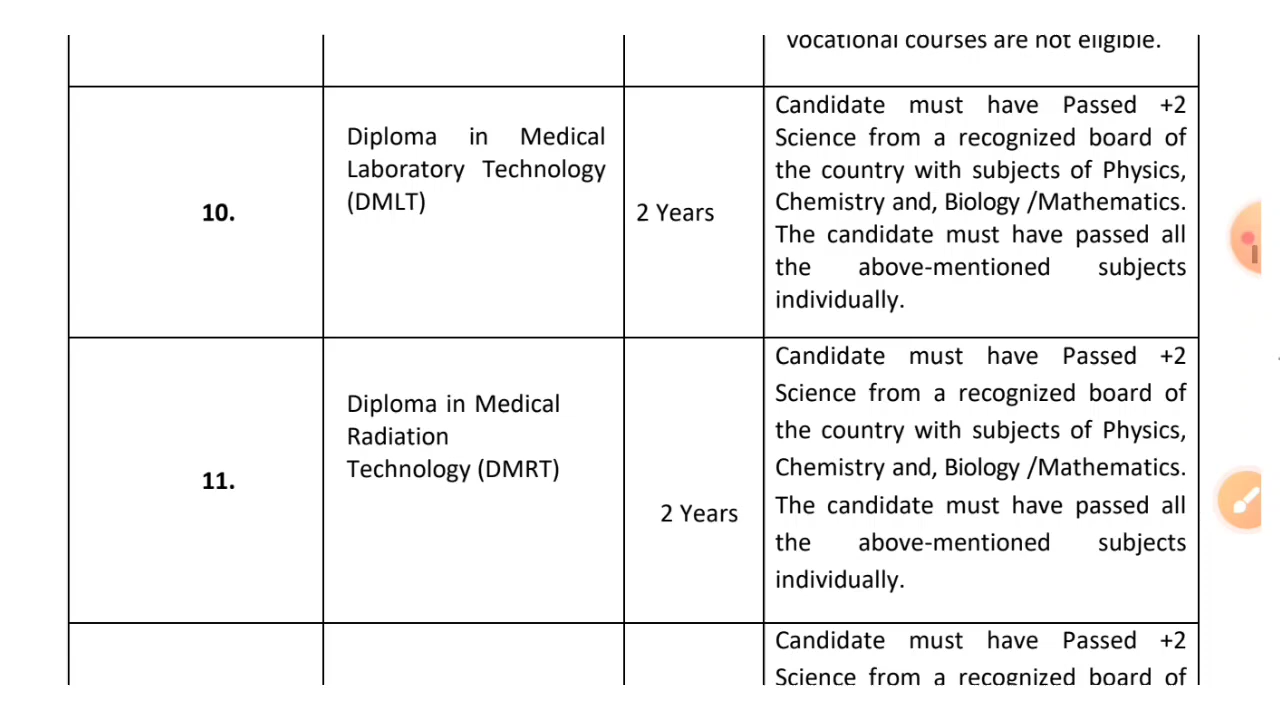 vocational courses are not eligible.
10.
Diploma in Medical
Laboratory Technology
(DMLT)
2 Years
Candidate must have Passed +2
Science from a recognized board of
the country with subjects of Physics,
Chemistry and, Biology /Mathematics.
The candidate must have passed all
the above-mentioned subjects
individually.
11.
Diploma in Medical
Radiation
Technology (DMRT)
2 Years
Candidate must have Passed +2
Science from a recognized board of
the country with subjects of Physics,
Chemistry and, Biology /Mathematics.
The candidate must have passed all
the above-mentioned subjects
individually.
Candidate must have Passed +2
Science from a recognized board of